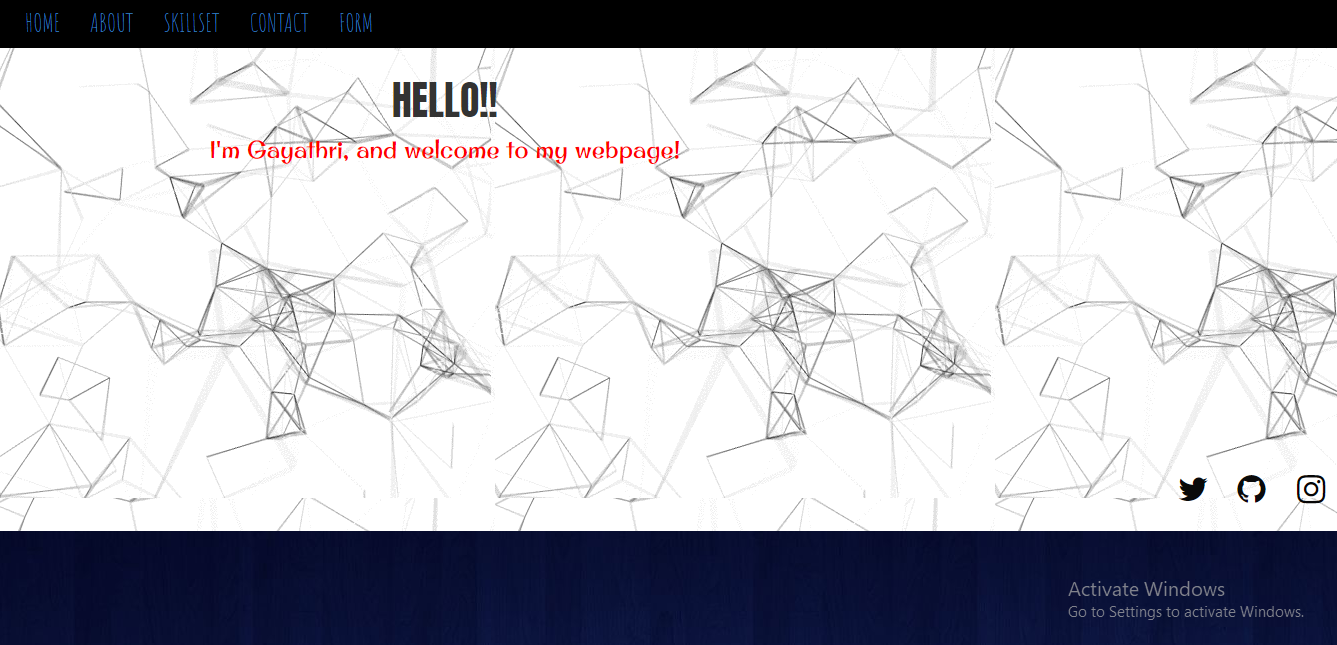 HOME ABOUT SKILLSET CONTACT FORM
HELLO!!
I'm Gayathri, and welcome to my webpage!
Activate Windows
Go to Settings to activate Windows.